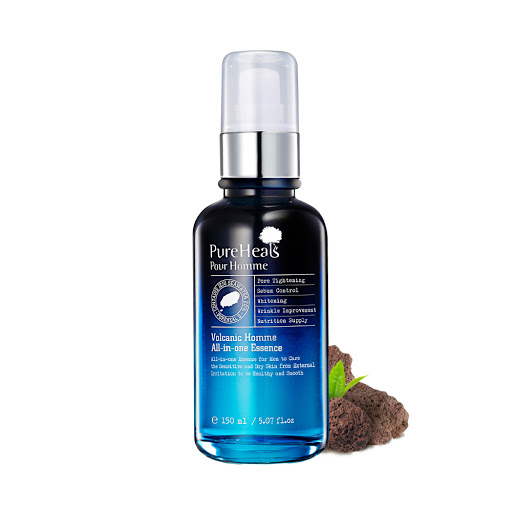 PureHeals
Pour Homme
Pore Tightening
Sebum Control
Whitening
Wrinkle Improvement
Nutrition Supply
Volcanic Homme
All-in-one Essence
All-in-one Essence for Men to Care
the Sensitive and Dry Skin from External
Irritation to be Healthy and Smooth
℮ 150 ml / 5.07 fl.oz